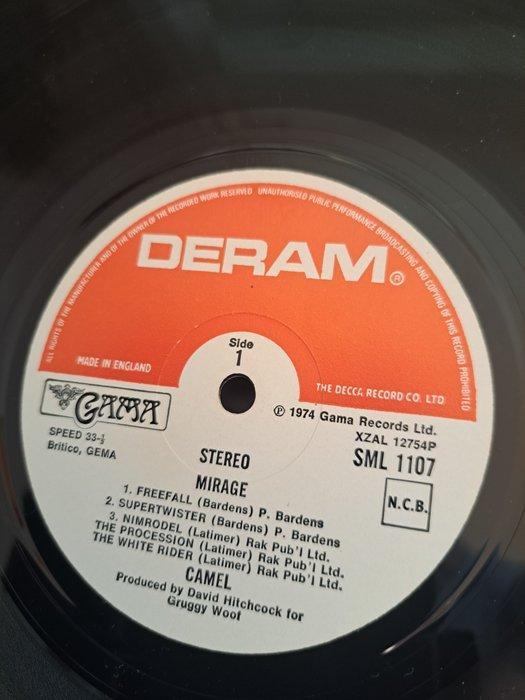 ALL RIGHTS OF THE MANUFACTURER AND OF THE OWNER OF THE RECORDED WORK RESERVED UNAUTHORISED PUBLIC PERFORMANCE BROADCASTING AND COPYING OF THIS RECORD PROHIBITED
DERAM®
Side
1
MADE IN ENGLAND
THE DECCA RECORD CO. LTD
GAMA
℗ 1974 Gama Records Ltd.
XZAL 12754P
SPEED 33-⅓
Britico, GEMA
STEREO
SML 1107
MIRAGE
N.C.B.
1. FREEFALL (Bardens) P. Bardens
2. SUPERTWISTER (Bardens) P. Bardens
3. NIMRODEL (Latimer) Rak Pub'l Ltd.
THE PROCESSION (Latimer) Rak Pub'l Ltd.
THE WHITE RIDER (Latimer) Rak Pub'l Ltd.
CAMEL
Produced by David Hitchcock for
Gruggy Woof